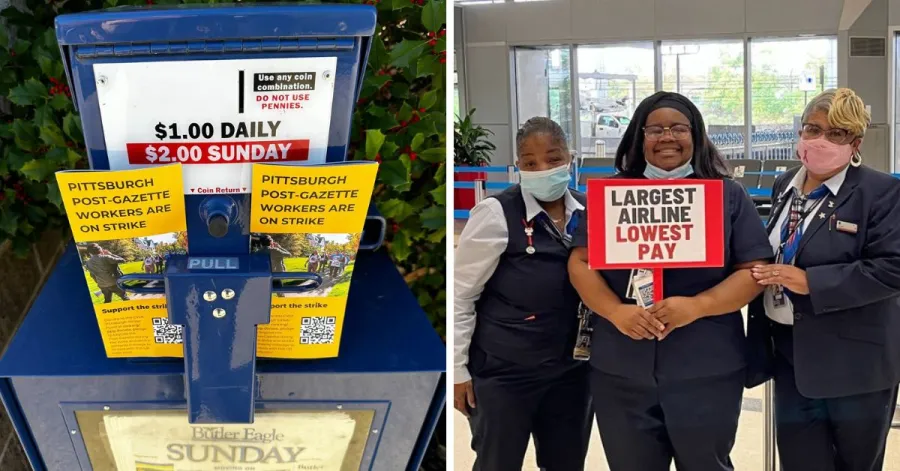 Use any coin
combination.
DO NOT USE
PENNIES.
$1.00 DAILY
$2.00 SUNDAY
▼ Coin Return ▼
PITTSBURGH
POST-GAZETTE
WORKERS ARE
ON STRIKE
Support the strike
PITTSBURGH
POST-GAZETTE
WORKERS ARE
ON STRIKE
port the strike
PULL
Butler Eagle
SUNDAY
LARGEST
AIRLINE
LOWEST
PAY